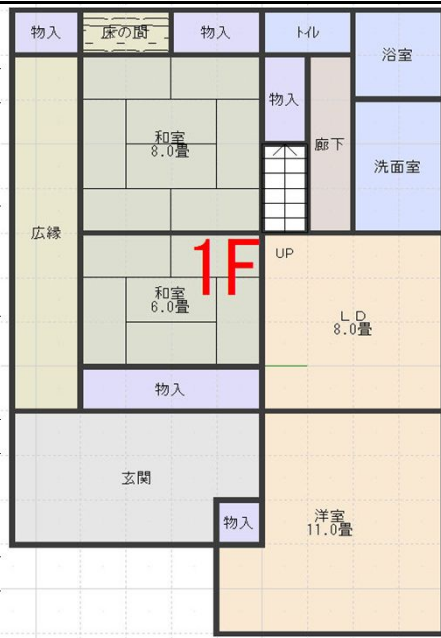 物入
床の間
物入
トイレ
浴室
物入
廊下
和室
8.0畳
洗面室
広縁
1F
UP
和室
6.0畳
LD
8.0畳
物入
玄関
物入
洋室
11.0畳